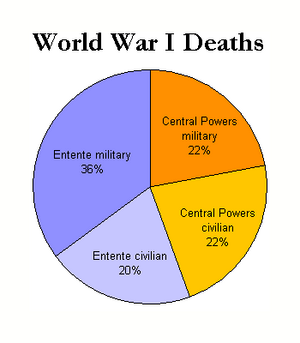 World War I Deaths
Central Powers
military
22%
Entente military
36%
Central Powers
civilian
22%
Entente civilian
20%